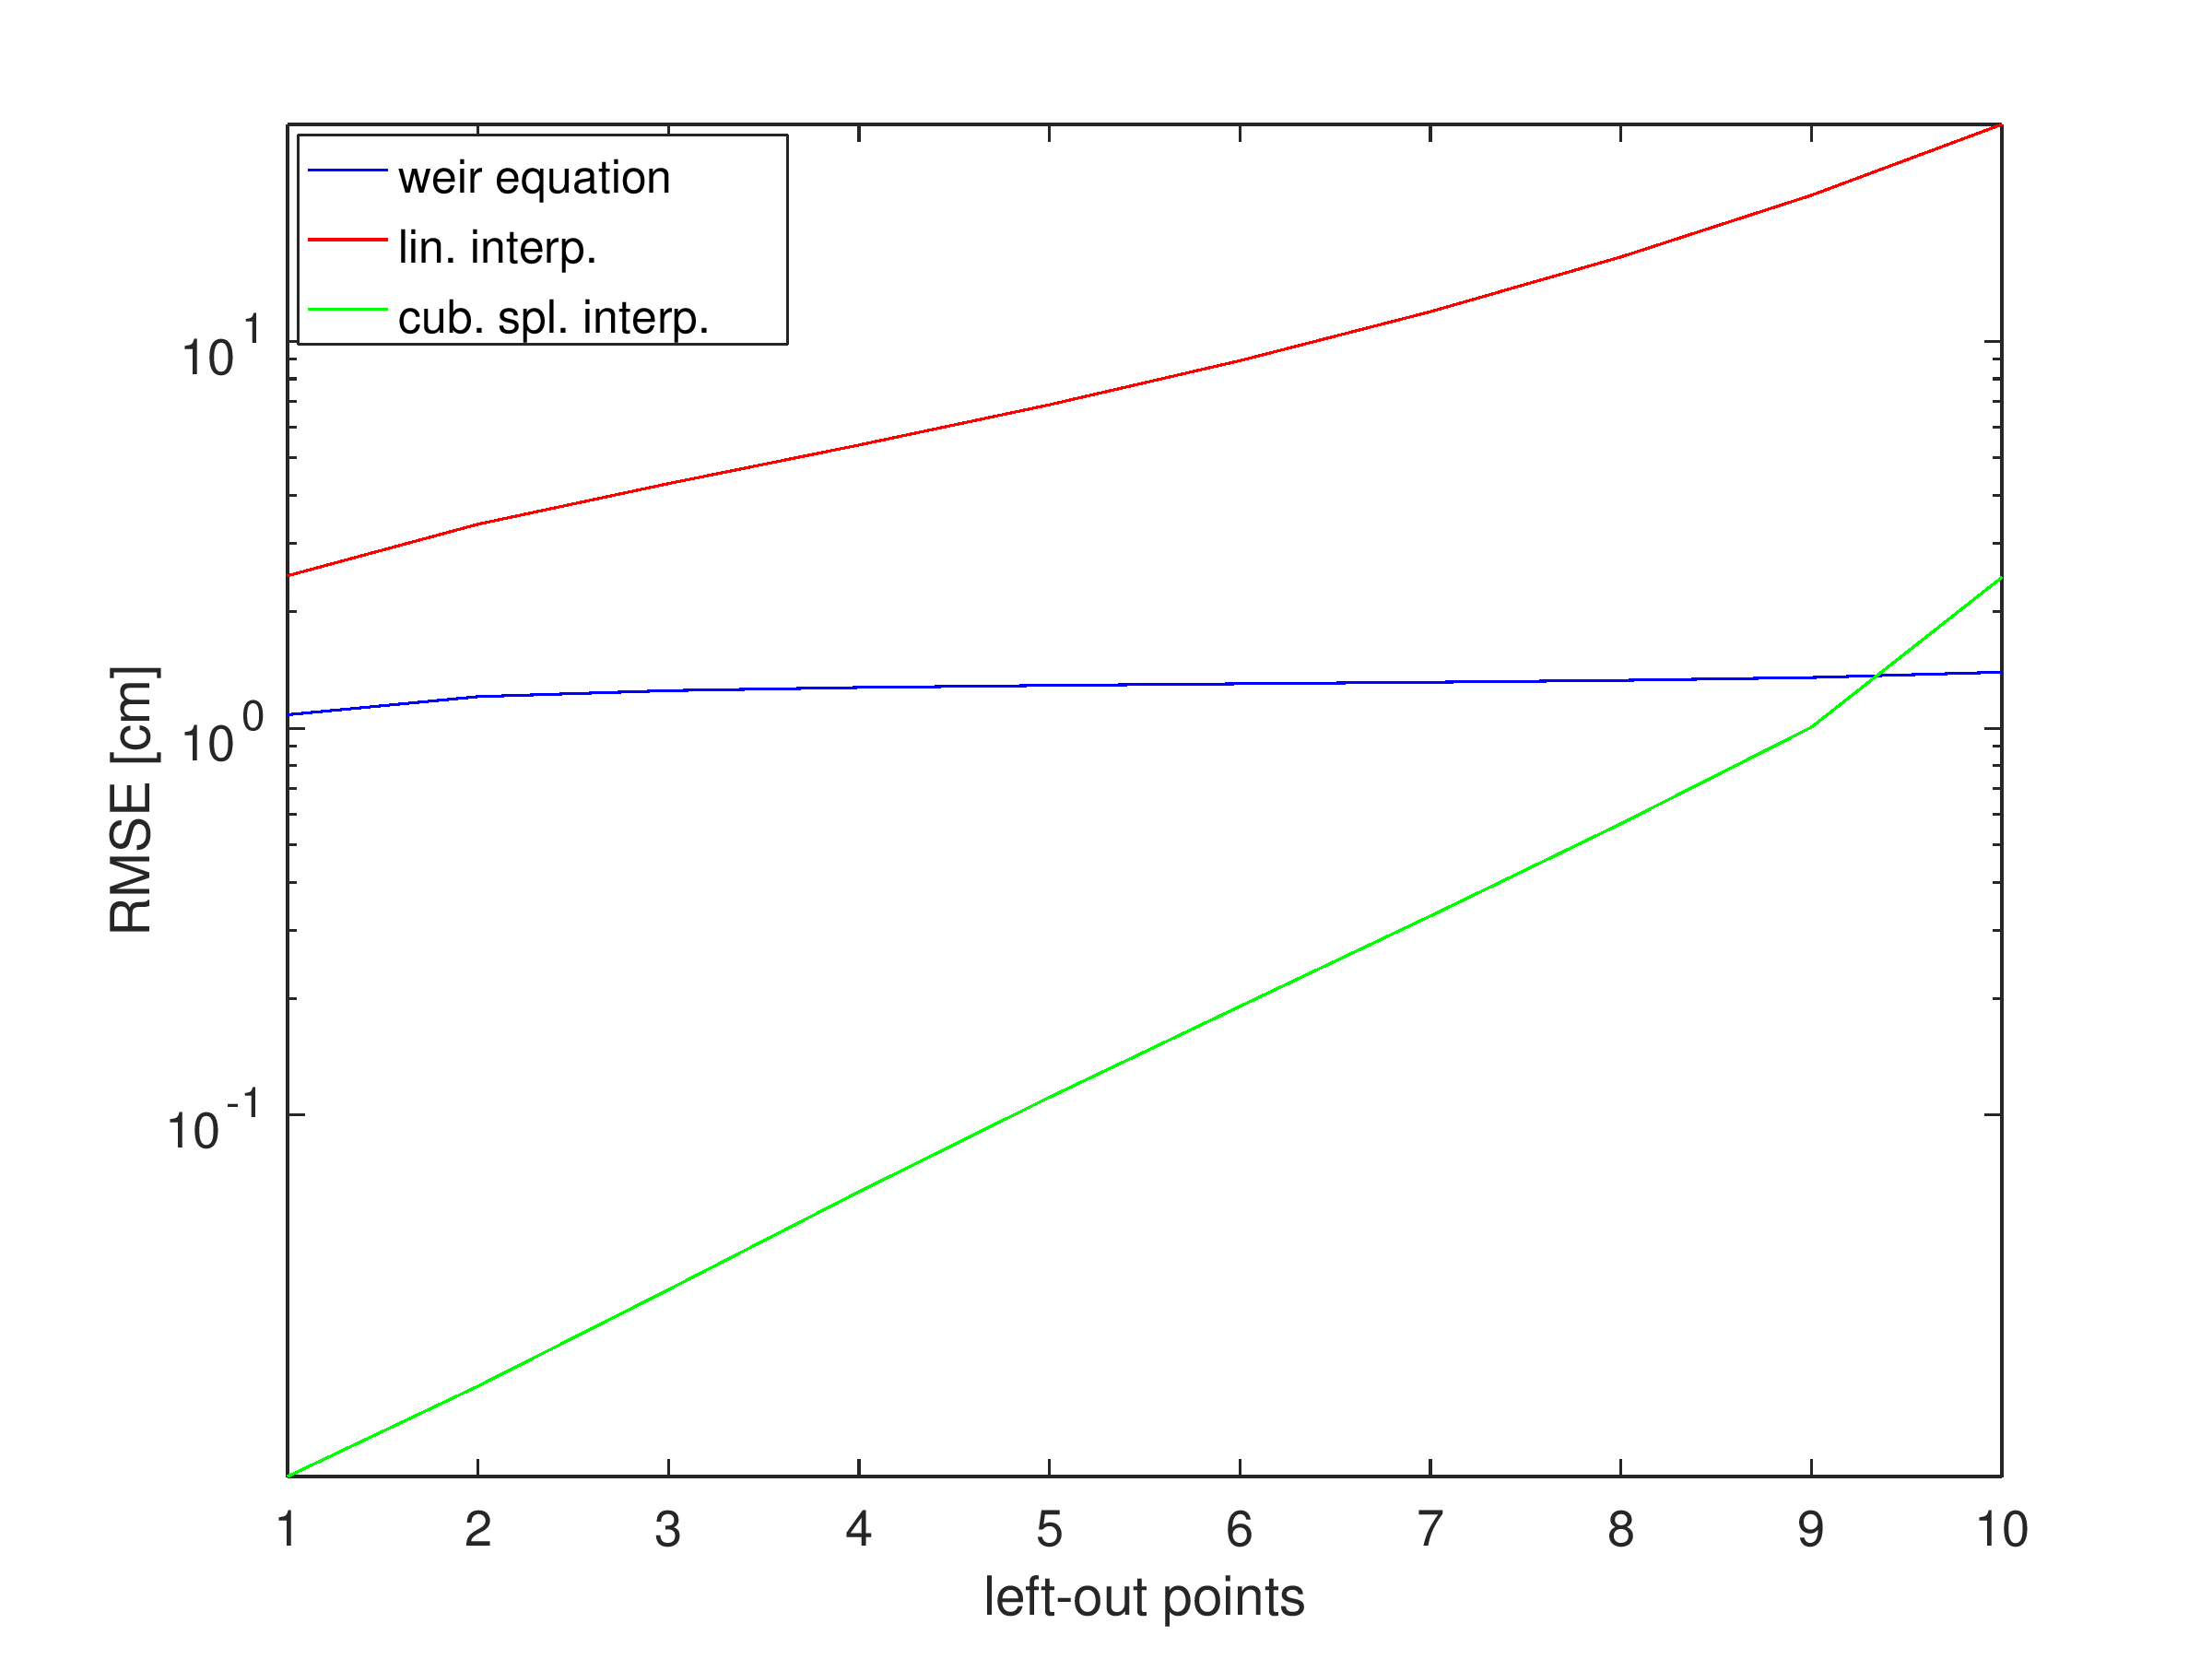 weir equation
lin. interp.
cub. spl. interp.
10^1
10^0
10^-1
RMSE [cm]
1 2 3 4 5 6 7 8 9 10
left-out points